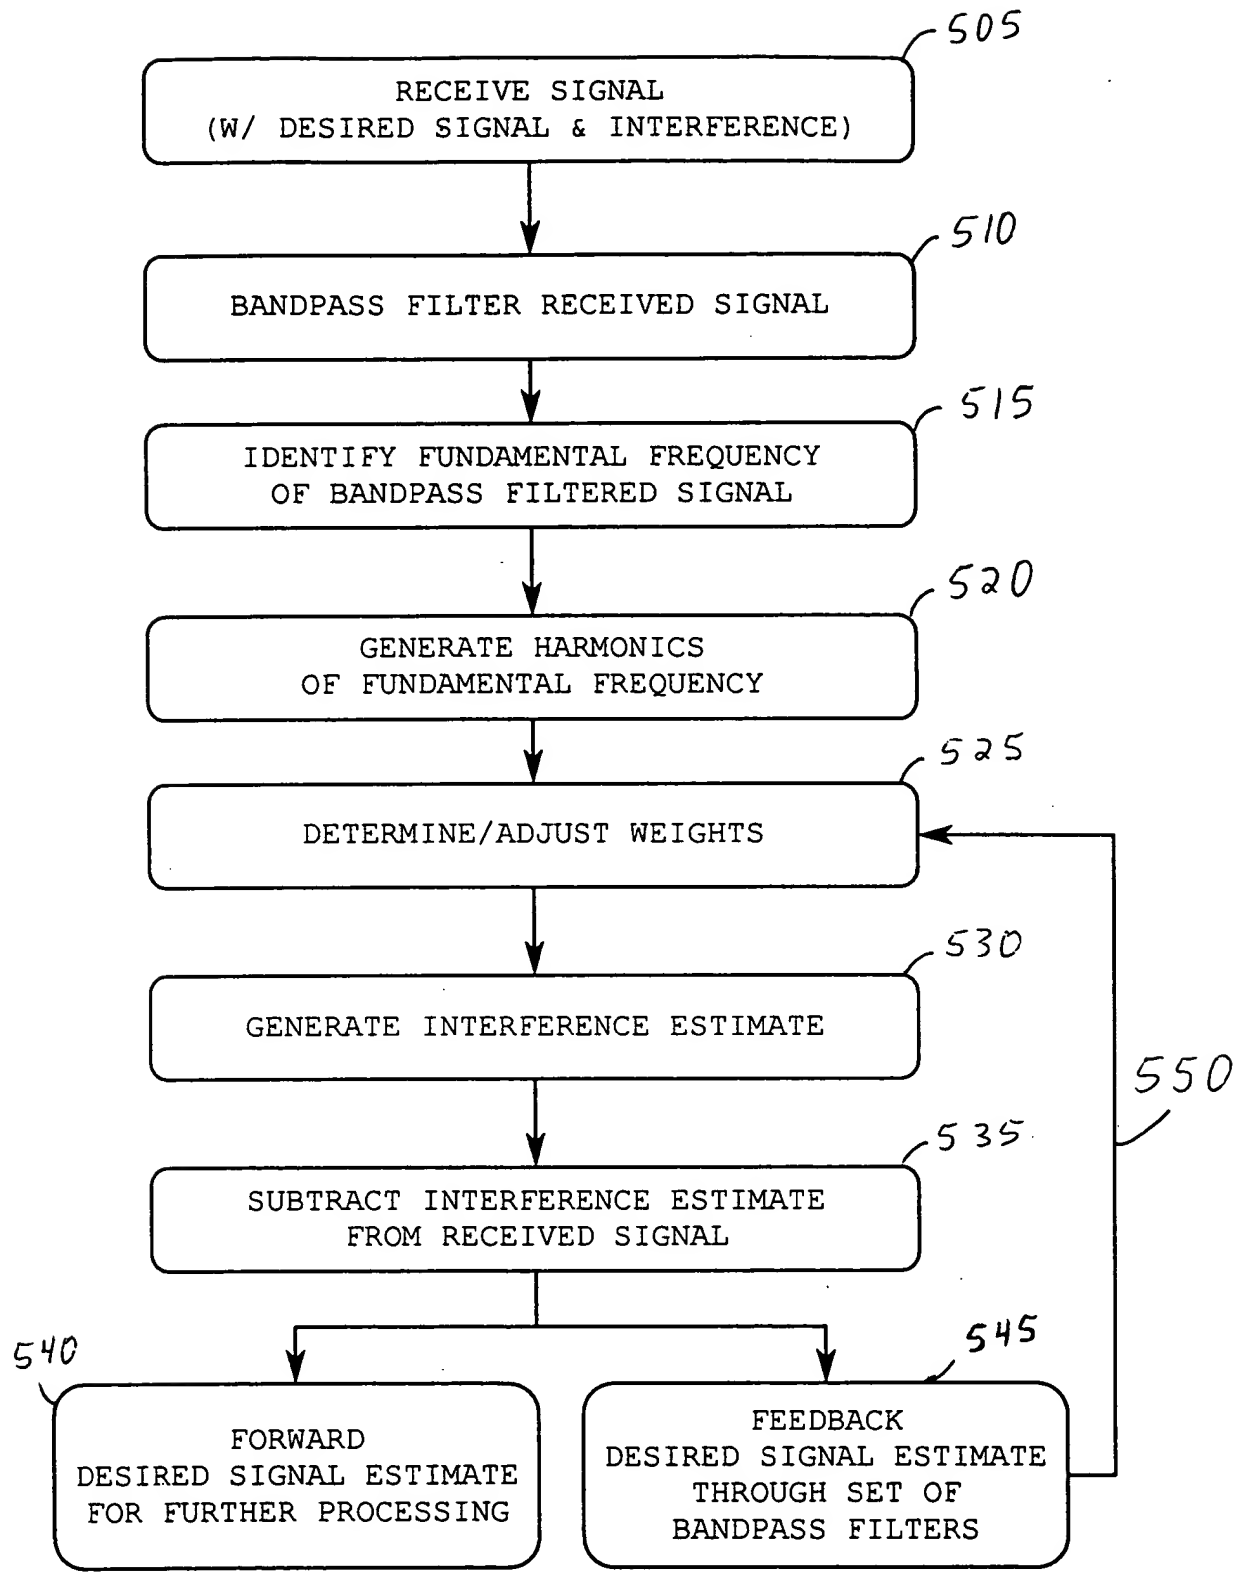 505
RECEIVE SIGNAL
(W/ DESIRED SIGNAL & INTERFERENCE)
510
BANDPASS FILTER RECEIVED SIGNAL
515
IDENTIFY FUNDAMENTAL FREQUENCY
OF BANDPASS FILTERED SIGNAL
520
GENERATE HARMONICS
OF FUNDAMENTAL FREQUENCY
525
DETERMINE/ADJUST WEIGHTS
530
GENERATE INTERFERENCE ESTIMATE
550
535
SUBTRACT INTERFERENCE ESTIMATE
FROM RECEIVED SIGNAL
540
FORWARD
DESIRED SIGNAL ESTIMATE
FOR FURTHER PROCESSING
545
FEEDBACK
DESIRED SIGNAL ESTIMATE
THROUGH SET OF
BANDPASS FILTERS